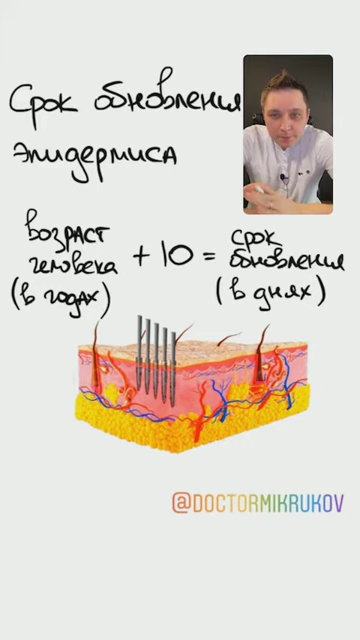 Срок обновления
эпидермиса
возраст
человека
(в годах)
+ 10 =
срок
обновления
(в днях)
@DOCTORMIKRUKOV